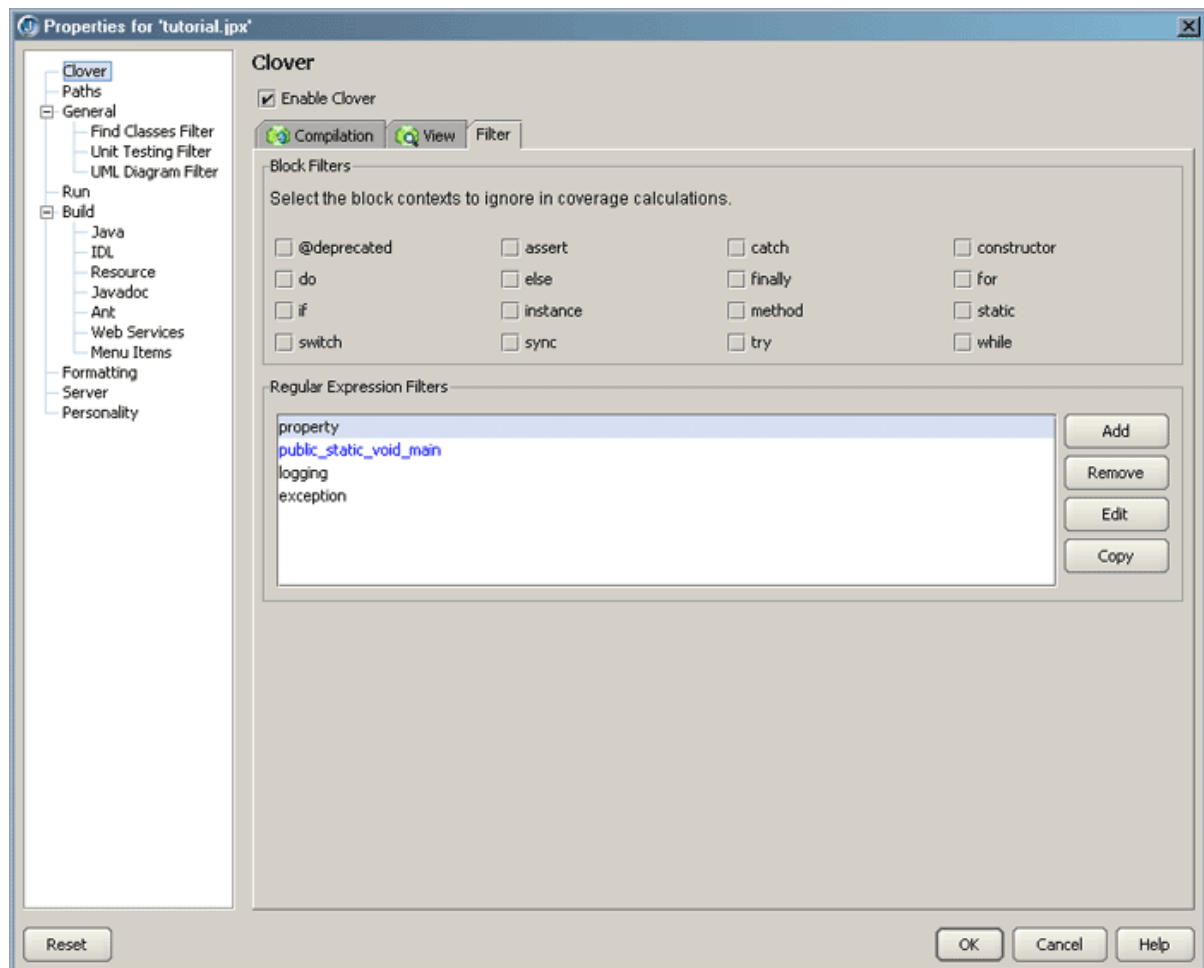 Properties for 'tutorial.jpx'
Clover
Paths
General
Find Classes Filter
Unit Testing Filter
UML Diagram Filter
Run
Build
Java
IDL
Resource
Javadoc
Ant
Web Services
Menu Items
Formatting
Server
Personality
Clover
Enable Clover
Compilation View Filter
Block Filters
Select the block contexts to ignore in coverage calculations.
@deprecated assert catch constructor
do else finally for
if instance method static
switch sync try while
Regular Expression Filters
property
public_static_void_main
logging
exception
Add
Remove
Edit
Copy
Reset OK Cancel Help